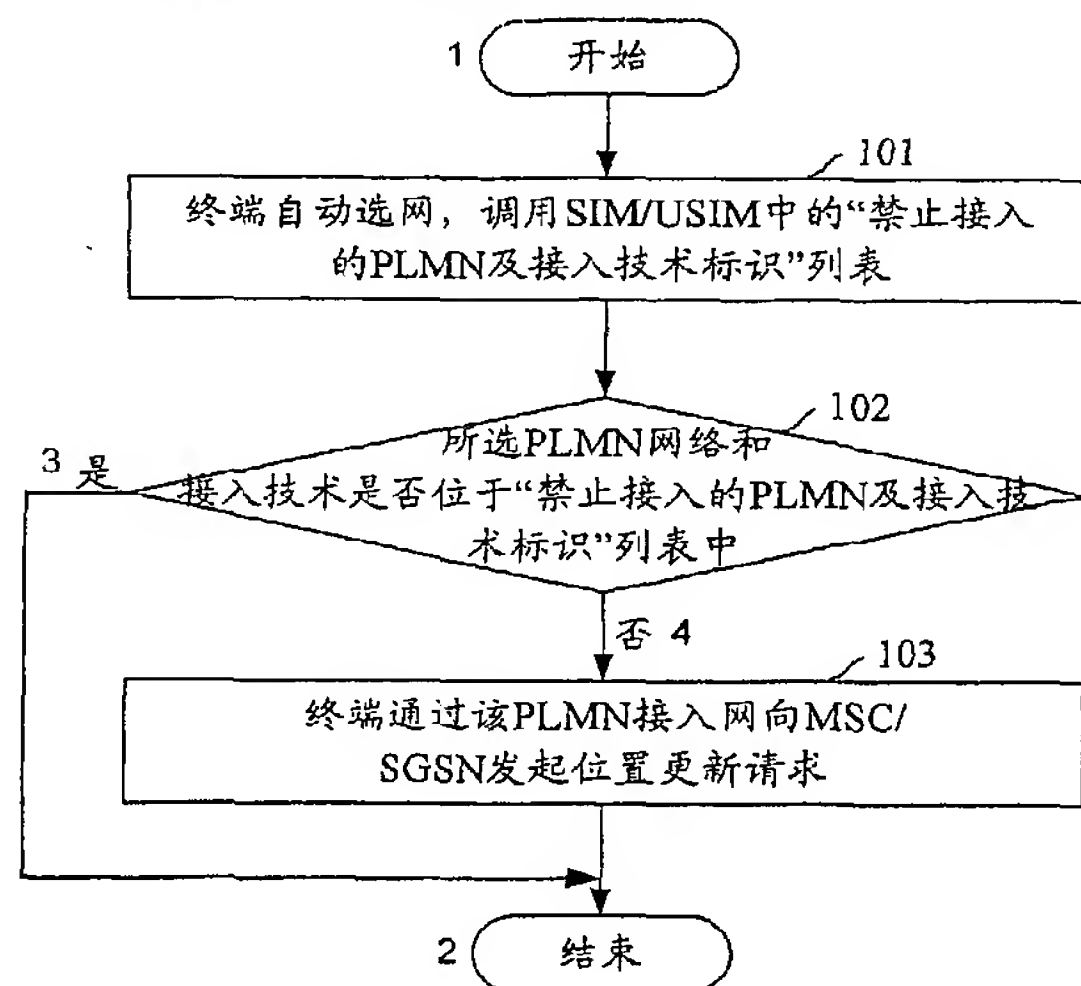 1 开始
101
终端自动选网，调用SIM/USIM中的“禁止接入
的PLMN及接入技术标识”列表
102
所选PLMN网络和
3 是
接入技术是否位于“禁止接入的PLMN及接入技
术标识”列表中
否 4
103
终端通过该PLMN接入网向MSC/
SGSN发起位置更新请求
2 结束